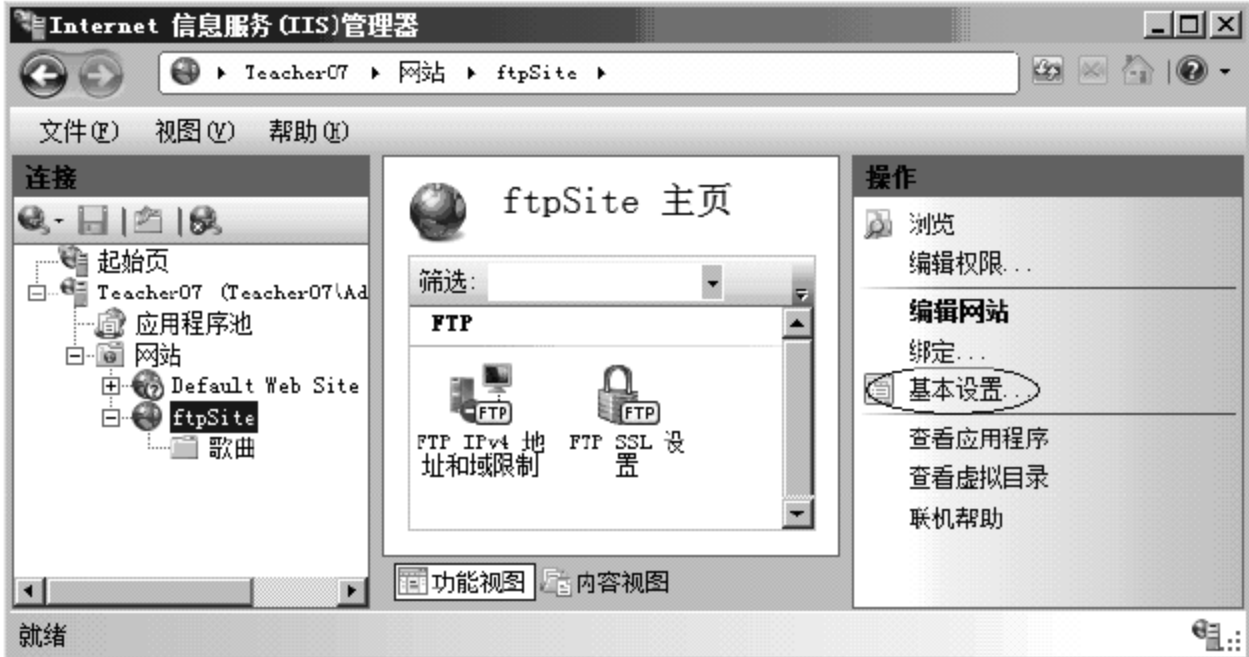 Internet 信息服务(IIS)管理器
Teacher07 网站 ftpSite
文件(F) 视图(V) 帮助(H)
连接
起始页
Teacher07 (Teacher07\Ad
应用程序池
网站
Default Web Site
ftpSite
歌曲
ftpSite 主页
筛选:
FTP
FTP IPv4 地
址和域限制
FTP SSL 设
置
功能视图 内容视图
操作
浏览
编辑权限...
编辑网站
绑定...
基本设置...
查看应用程序
查看虚拟目录
联机帮助
就绪